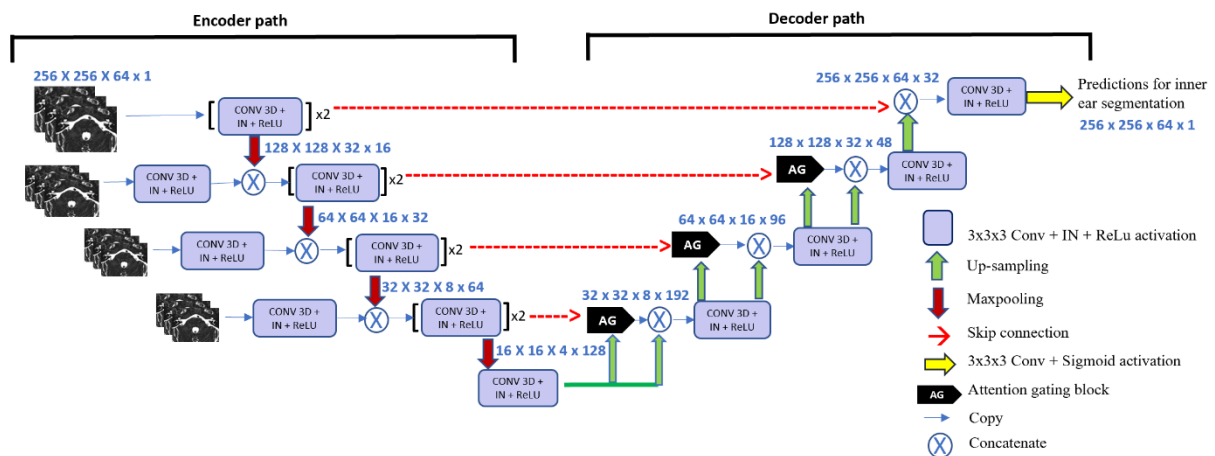 Encoder path
Decoder path
256 X 256 X 64 x 1
CONV 3D +
IN + ReLU
x2
256 x 256 x 64 x 32
X
CONV 3D +
IN + ReLU
Predictions for inner
ear segmentation
256 x 256 x 64 x 1
128 X 128 X 32 x 16
CONV 3D +
IN + ReLU
X
CONV 3D +
IN + ReLU
x2
128 x 128 x 32 x 48
AG
X
CONV 3D +
IN + ReLU
64 X 64 X 16 x 32
CONV 3D +
IN + ReLU
X
CONV 3D +
IN + ReLU
x2
64 x 64 x 16 x 96
AG
X
CONV 3D +
IN + ReLU
32 X 32 X 8 x 64
CONV 3D +
IN + ReLU
X
CONV 3D +
IN + ReLU
x2
32 x 32 x 8 x 192
AG
X
CONV 3D +
IN + ReLU
16 X 16 X 4 x 128
CONV 3D +
IN + ReLU
3x3x3 Conv + IN + ReLu activation
Up-sampling
Maxpooling
Skip connection
3x3x3 Conv + Sigmoid activation
AG
Attention gating block
Copy
X
Concatenate